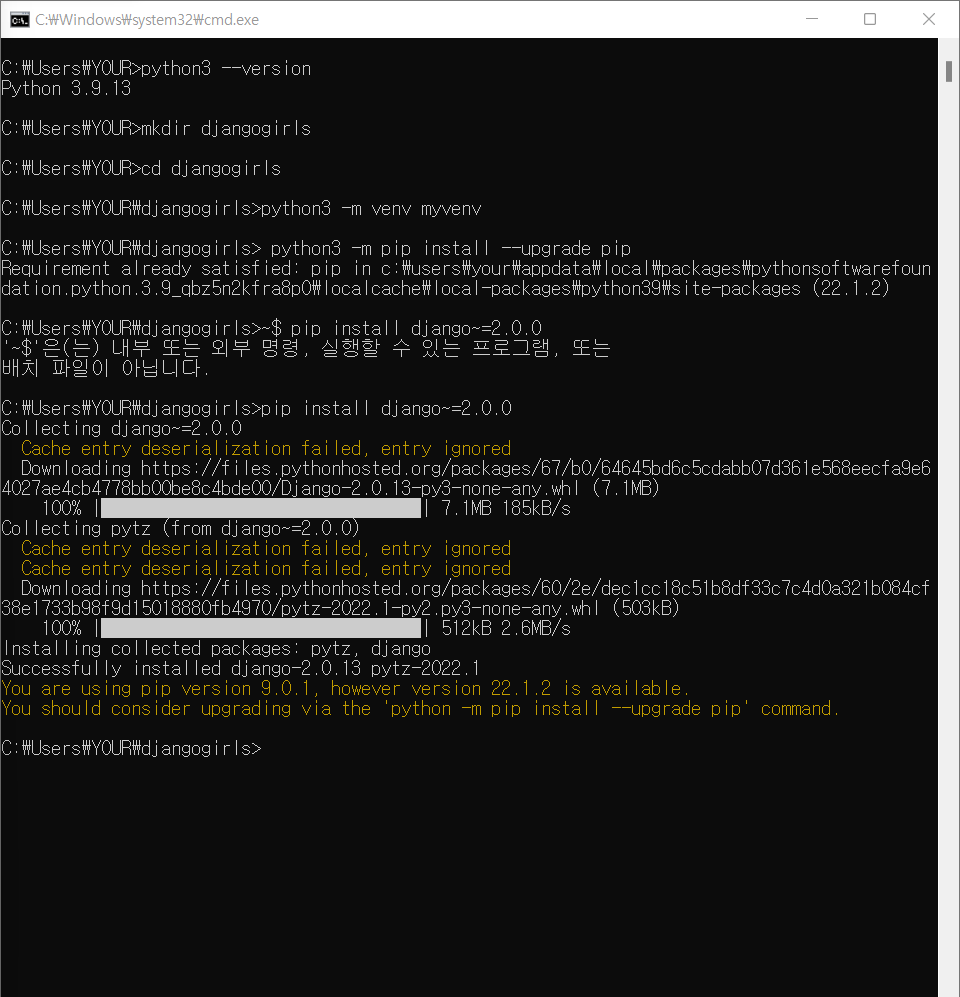 C:₩Windows₩system32₩cmd.exe
C:₩Users₩YOUR>python3 --version
Python 3.9.13
C:₩Users₩YOUR>mkdir djangogirls
C:₩Users₩YOUR>cd djangogirls
C:₩Users₩YOUR₩djangogirls>python3 -m venv myvenv
C:₩Users₩YOUR₩djangogirls> python3 -m pip install --upgrade pip
Requirement already satisfied: pip in c:₩users₩your₩appdata₩local₩packages₩pythonsoftwarefoun
dation.python.3.9_qbz5n2kfra8p0₩localcache₩local-packages₩python39₩site-packages (22.1.2)
C:₩Users₩YOUR₩djangogirls>~$ pip install django~=2.0.0
'~$'은(는) 내부 또는 외부 명령, 실행할 수 있는 프로그램, 또는
배치 파일이 아닙니다.
C:₩Users₩YOUR₩djangogirls>pip install django~=2.0.0
Collecting django~=2.0.0
Cache entry deserialization failed, entry ignored
Downloading https://files.pythonhosted.org/packages/67/b0/64645bd6c5cdabb07d361e568eecfa9e6
4027ae4cb4778bb00be8c4bde00/Django-2.0.13-py3-none-any.whl (7.1MB)
100% |████████████████████████████████| 7.1MB 185kB/s
Collecting pytz (from django~=2.0.0)
Cache entry deserialization failed, entry ignored
Cache entry deserialization failed, entry ignored
Downloading https://files.pythonhosted.org/packages/60/2e/dec1cc18c51b8df33c7c4d0a321b084cf
38e1733b98f9d15018880fb4970/pytz-2022.1-py2.py3-none-any.whl (503kB)
100% |████████████████████████████████| 512kB 2.6MB/s
Installing collected packages: pytz, django
Successfully installed django-2.0.13 pytz-2022.1
You are using pip version 9.0.1, however version 22.1.2 is available.
You should consider upgrading via the 'python -m pip install --upgrade pip' command.
C:₩Users₩YOUR₩djangogirls>